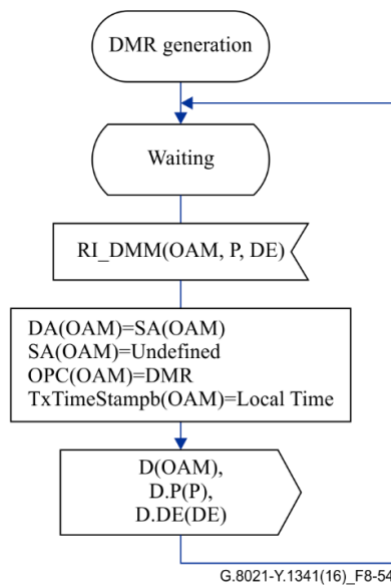 DMR generation
Waiting
RI_DMM(OAM, P, DE)
DA(OAM)=SA(OAM)
SA(OAM)=Undefined
OPC(OAM)=DMR
TxTimeStampb(OAM)=Local Time
D(OAM),
D.P(P),
D.DE(DE)
G.8021-Y.1341(16)_F8-54